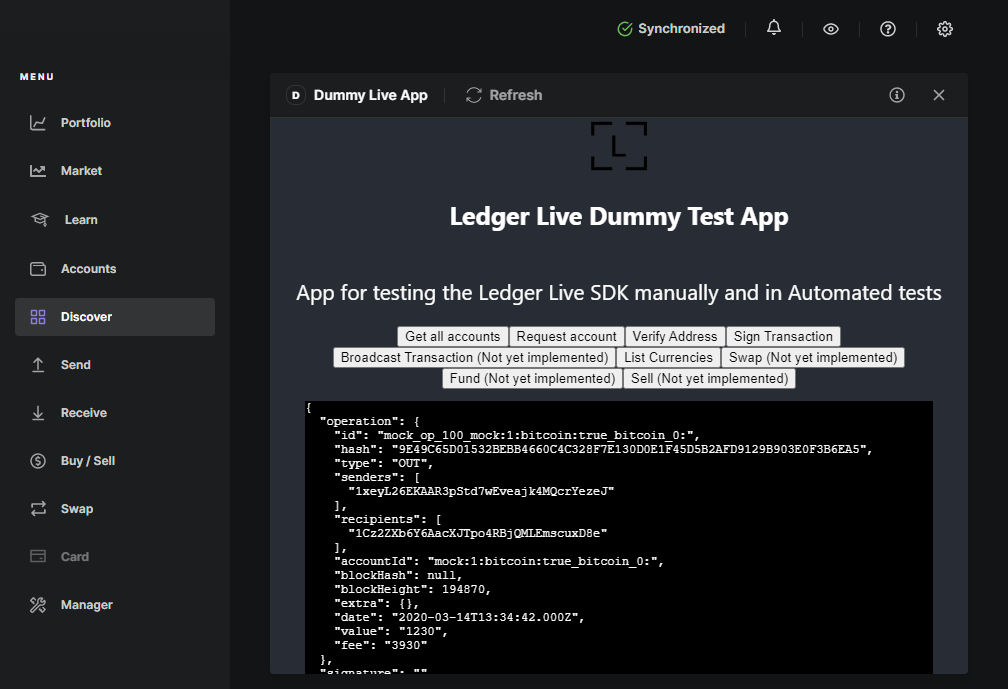 Synchronized
MENU
Portfolio
Market
Learn
Accounts
Discover
Send
Receive
Buy / Sell
Swap
Card
Manager
D Dummy Live App Refresh
L
Ledger Live Dummy Test App
App for testing the Ledger Live SDK manually and in Automated tests
Get all accounts Request account Verify Address Sign Transaction
Broadcast Transaction (Not yet implemented) List Currencies Swap (Not yet implemented)
Fund (Not yet implemented) Sell (Not yet implemented)
{
"operation": {
"id": "mock_op_100_mock:1:bitcoin:true_bitcoin_0:",
"hash": "9E49C65D01532BEBB4660C4C328F7E130D0E1F45D5B2AFD9129B903E0F3B6EA5",
"type": "OUT",
"senders": [
"1xeyL26EKAAR3pStd7wEveajk4MQcrYezeJ"
],
"recipients": [
"1Cz2ZXb6Y6AacXJTpo4RBjQMLEmscuxD8e"
],
"accountId": "mock:1:bitcoin:true_bitcoin_0:",
"blockHash": null,
"blockHeight": 194870,
"extra": {},
"date": "2020-03-14T13:34:42.000Z",
"value": "1230",
"fee": "3930"
},
"signature": ""